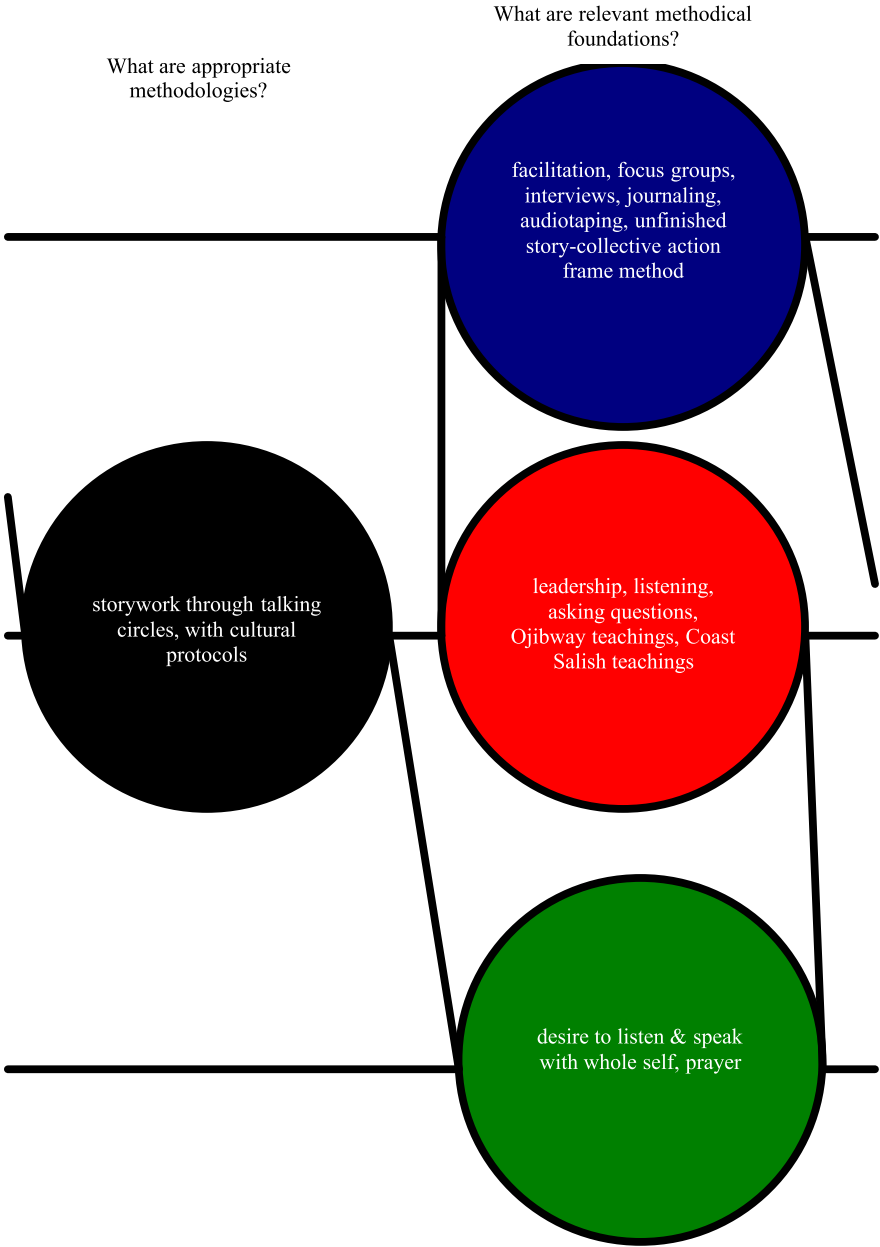 What are appropriate
methodologies?
What are relevant methodical
foundations?
facilitation, focus groups,
interviews, journaling,
audiotaping, unfinished
story-collective action
frame method
storywork through talking
circles, with cultural
protocols
leadership, listening,
asking questions,
Ojibway teachings, Coast
Salish teachings
desire to listen & speak
with whole self, prayer